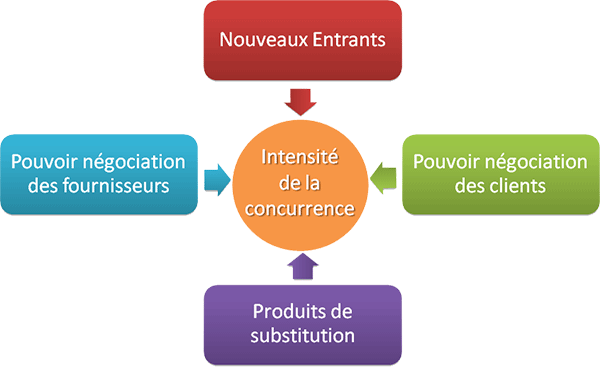 Nouveaux Entrants
Pouvoir négociation
des fournisseurs
Intensité
de la
concurrence
Pouvoir négociation
des clients
Produits de
substitution